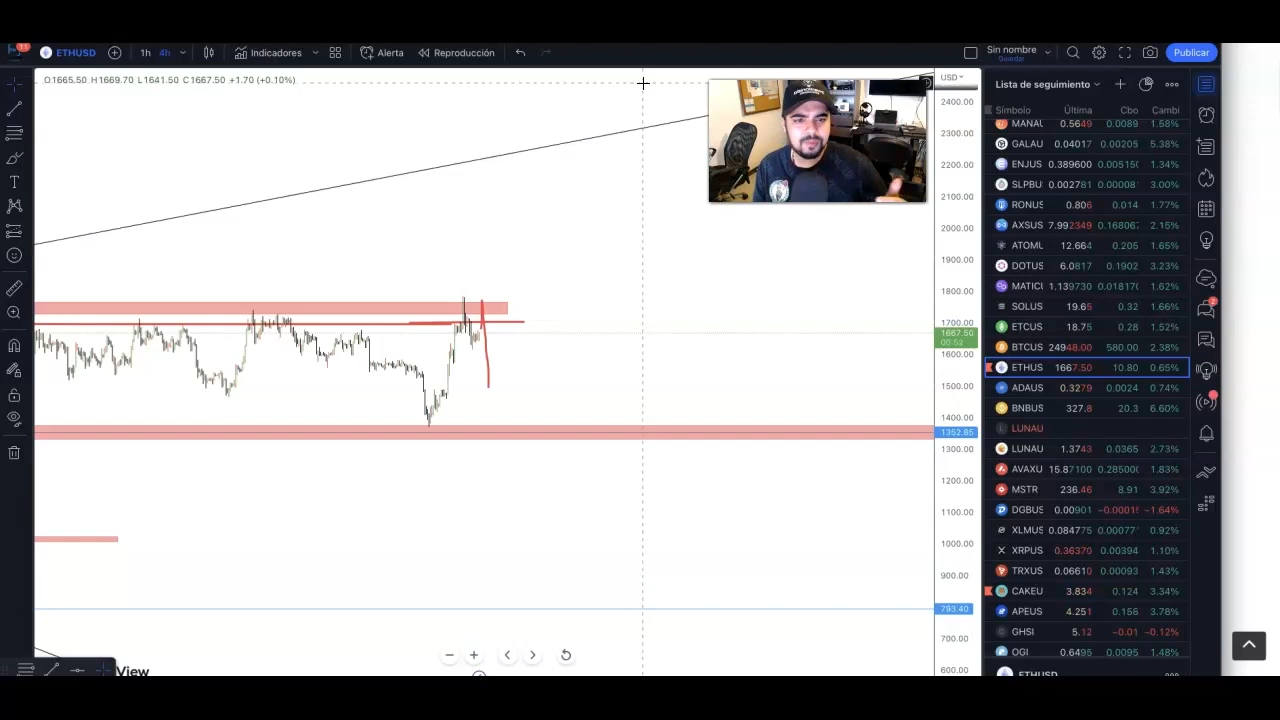 11 ETHUSD 1h 4h Indicadores Alerta Reproducción Sin nombre Guardar Publicar
O1665.50 H1669.70 L1641.50 C1667.50 +1.70 (+0.10%)
USD
2400.00
2300.00
2200.00
2100.00
2000.00
1900.00
1800.00
1700.00
1667.50
00:52
1600.00
1500.00
1400.00
1352.85
1300.00
1200.00
1100.00
1000.00
900.00
793.40
700.00
600.00
Lista de seguimiento
Símbolo Última Cbo Cambi
MANAU 0.5649 0.0089 1.58%
GALAU 0.04017 0.02205 5.38%
ENJUS 0.389600 0.005150 1.34%
SLPBU 0.002781 0.00008 3.00%
RONUS 0.806 0.014 1.77%
AXSUS 7.992349 0.168067 2.15%
ATOMU 12.664 0.205 1.65%
DOTUS 6.0817 0.1902 3.23%
MATICU 1.139730 0.018170 1.62%
SOLUS 19.65 0.32 1.66%
ETCUS 18.75 0.28 1.52%
BTCUS 24948.00 580.00 2.38%
ETHUS 1667.50 10.80 0.65%
ADAUS 0.3279 0.0024 0.74%
BNBUS 327.8 20.3 6.60%
LUNAU
LUNAU 1.3743 0.0365 2.73%
AVAXU 15.87100 0.28500 1.83%
MSTR 236.46 8.91 3.92%
DGBUS 0.00901 −0.00015 −1.64%
XLMUS 0.084775 0.00077 0.92%
XRPUS 0.36370 0.00394 1.10%
TRXUS 0.06610 0.00093 1.43%
CAKEU 3.834 0.124 3.34%
APEUS 4.251 0.156 3.78%
GHSI 5.12 −0.01 −0.12%
OGI 0.6495 0.0095 1.48%
ETHUSD
2
View